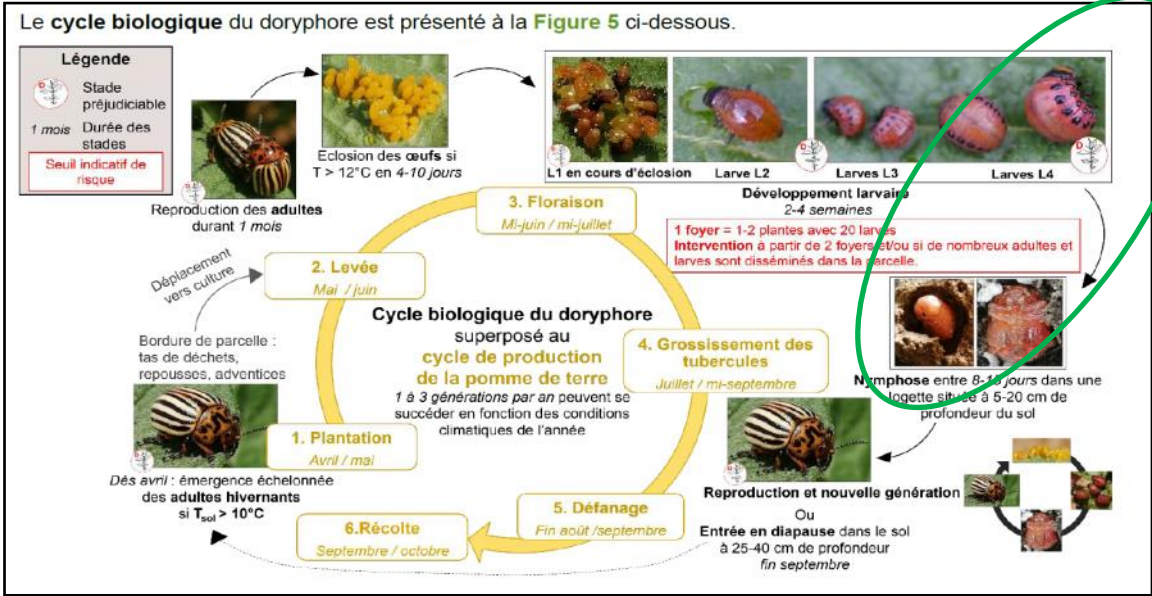 Le cycle biologique du doryphore est présenté à la Figure 5 ci-dessous.
Légende
D
Stade
préjudiciable
1 mois
Durée des
stades
Seuil indicatif de
risque
Reproduction des adultes
durant 1 mois
Eclosion des œufs si
T > 12°C en 4-10 jours
L1 en cours d'éclosion
Larve L2
Larves L3
Larves L4
Développement larvaire
2-4 semaines
1 foyer = 1-2 plantes avec 20 larves
Intervention à partir de 2 foyers et/ou si de nombreux adultes et
larves sont disséminés dans la parcelle.
3. Floraison
Mi-juin / mi-juillet
2. Levée
Mai / juin
Déplacement
vers culture
Bordure de parcelle :
tas de déchets,
repousses, adventices
Cycle biologique du doryphore
superposé au
cycle de production
de la pomme de terre
1 à 3 générations par an peuvent se
succéder en fonction des conditions
climatiques de l'année
4. Grossissement des
tubercules
Juillet / mi-septembre
Nymphose entre jours dans une
logette située à 5-20 cm de
profondeur du sol
1. Plantation
Avril / mai
Dès avril : émergence échelonnée
des adultes hivernants
si Tsol > 10°C
Reproduction et nouvelle génération
Ou
Entrée en diapause dans le sol
à 25-40 cm de profondeur
fin septembre
5. Défanage
Fin août /septembre
6.Récolte
Septembre / octobre